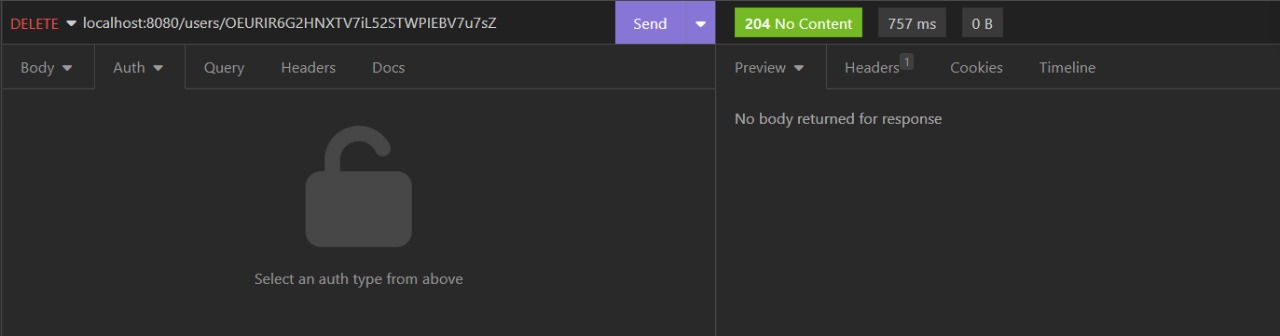 DELETE localhost:8080/users/OEURIR6G2HNXTV7iL52STWPIEBV7u7sZ Send
204 No Content 757 ms 0 B
Body Auth Query Headers Docs
Preview Headers 1 Cookies Timeline
No body returned for response
Select an auth type from above